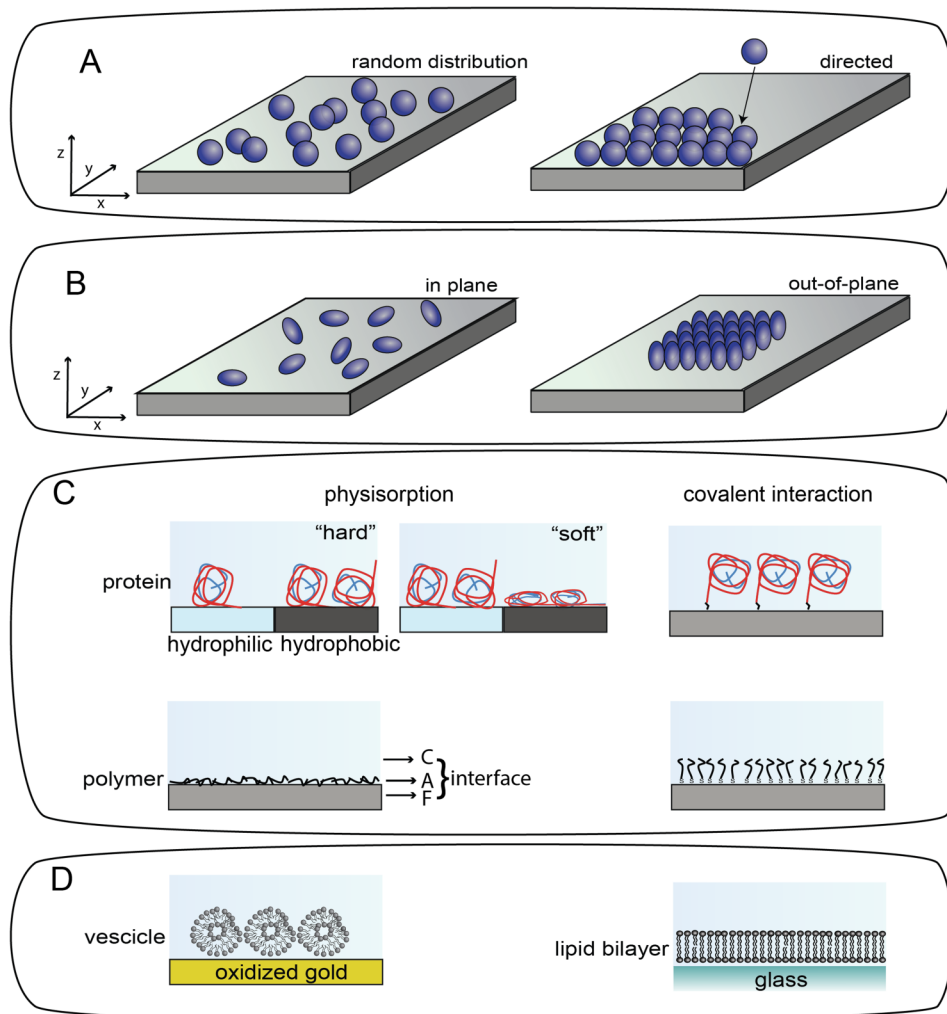 A
random distribution
directed
z
y
x
B
in plane
out-of-plane
z
y
x
C
physisorption
covalent interaction
“hard”
“soft”
protein
hydrophilic
hydrophobic
polymer
C
A
F
interface
s s s s s s s s s s s s s s s
D
vescicle
oxidized gold
lipid bilayer
glass